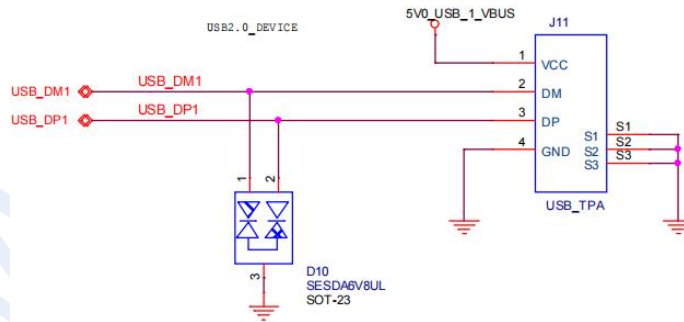 USB2.0_DEVICE
5V0_USB_1_VBUS
J11
1
VCC
USB_DM1
USB_DM1
2
DM
USB_DP1
USB_DP1
3
DP
4
GND
S1
S1
S2
S2
S3
S3
USB_TPA
1
2
3
D10
SESDA6V8UL
SOT-23